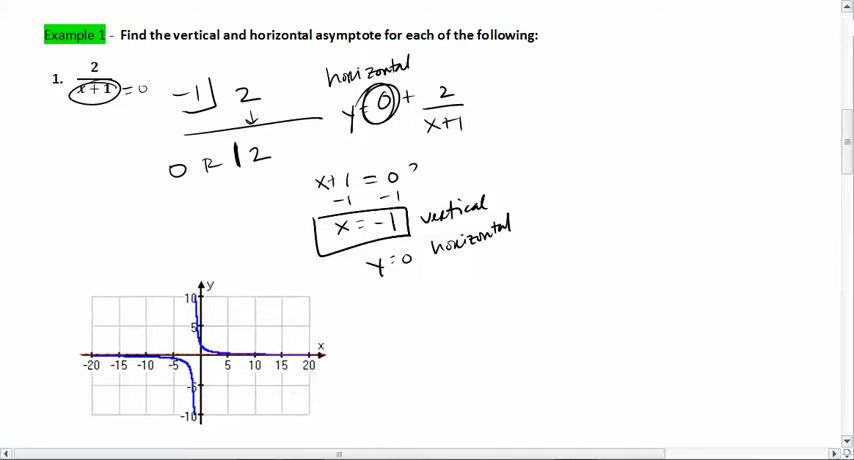 Example 1 - Find the vertical and horizontal asymptote for each of the following:
1. 2
x + 1 = 0
-1 2
0 R 1 2
horizontal
y = 0 + 2
x+1
x+1 = 0 ?
-1 -1
x = -1 vertical
y = 0 horizontal
y
10
5
x
-20 -15 -10 -5 5 10 15 20
-5
-10